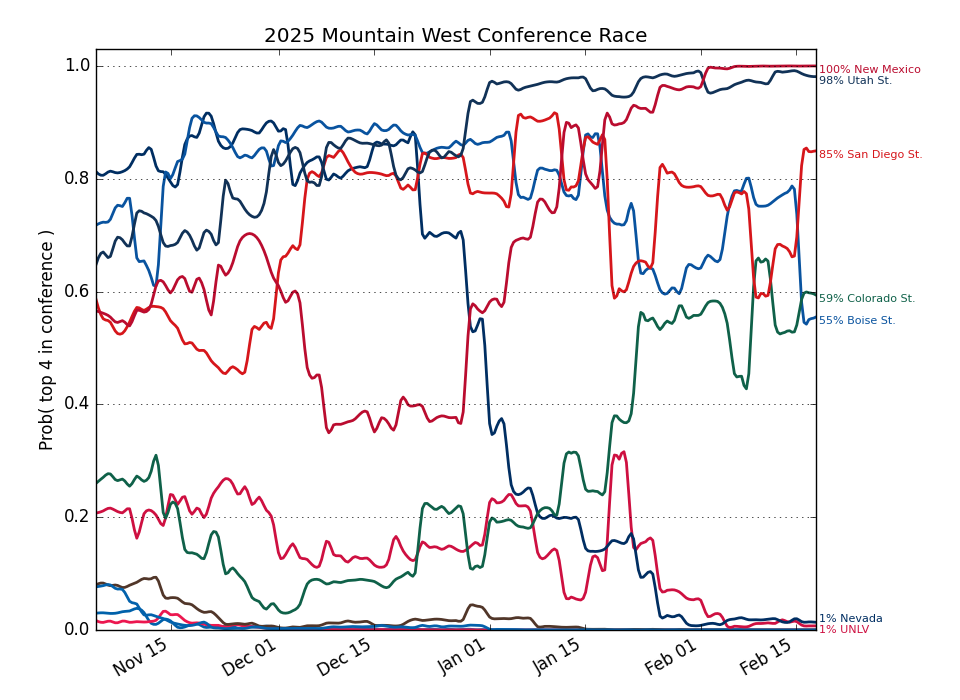 2025 Mountain West Conference Race
Prob( top 4 in conference )
1.0
0.8
0.6
0.4
0.2
0.0
Nov 15
Dec 01
Dec 15
Jan 01
Jan 15
Feb 01
Feb 15
100% New Mexico
98% Utah St.
85% San Diego St.
59% Colorado St.
55% Boise St.
1% Nevada
1% UNLV